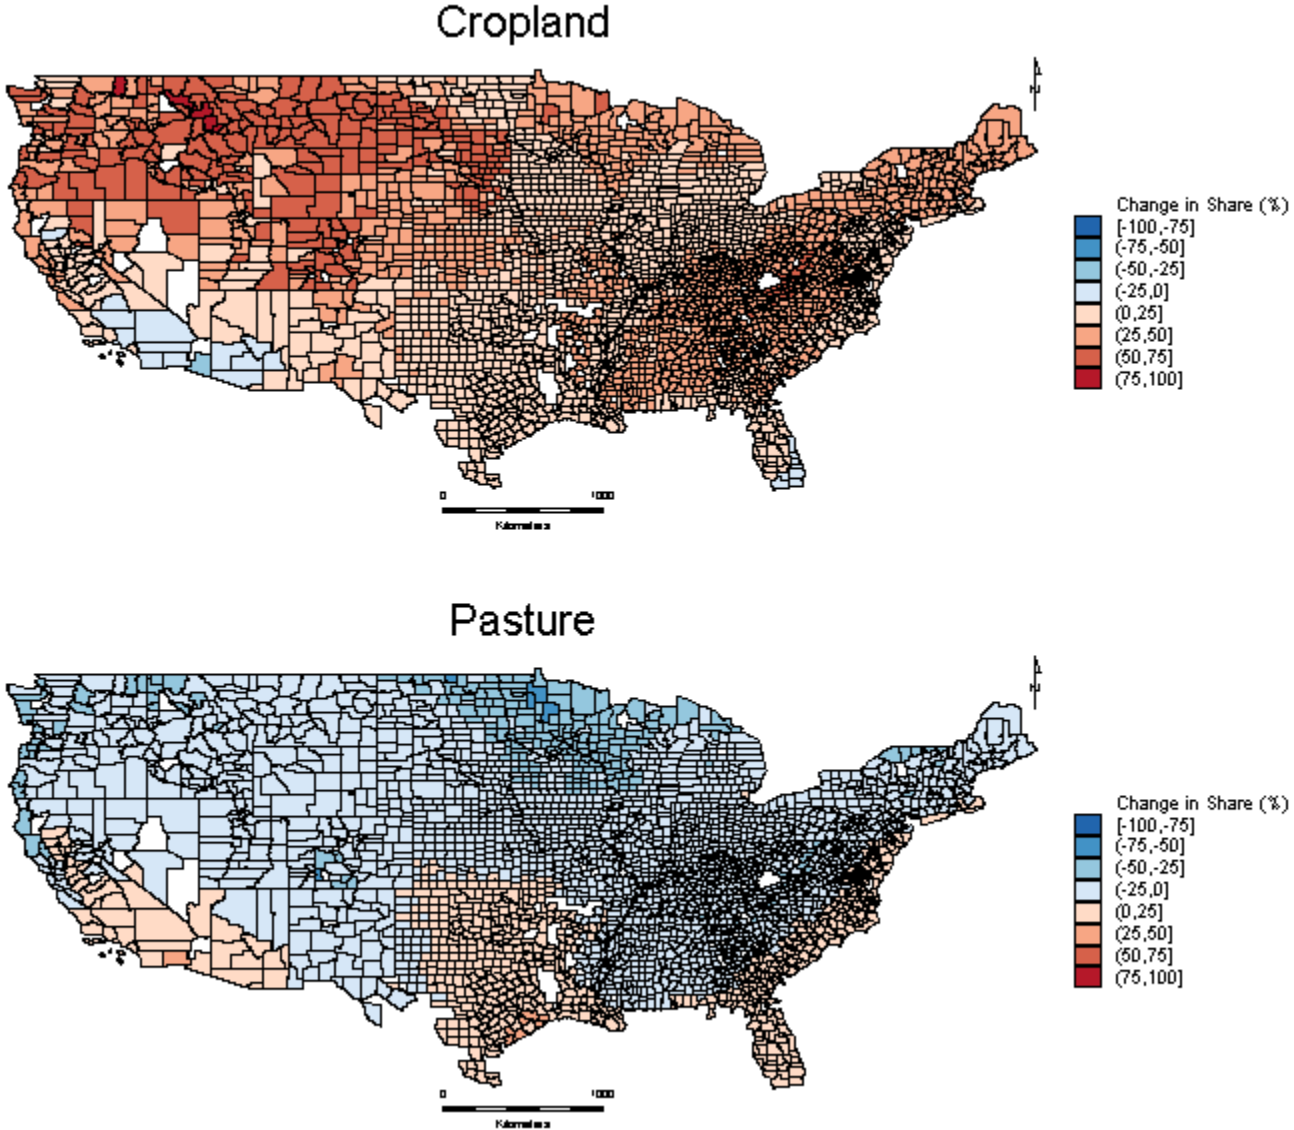 Cropland
N
Change in Share (%)
[-100,-75]
(-75,-50]
(-50,-25]
(-25,0]
(0,25]
(25,50]
(50,75]
(75,100]
0 1000
Kilometers
Pasture
N
Change in Share (%)
[-100,-75]
(-75,-50]
(-50,-25]
(-25,0]
(0,25]
(25,50]
(50,75]
(75,100]
0 1000
Kilometers